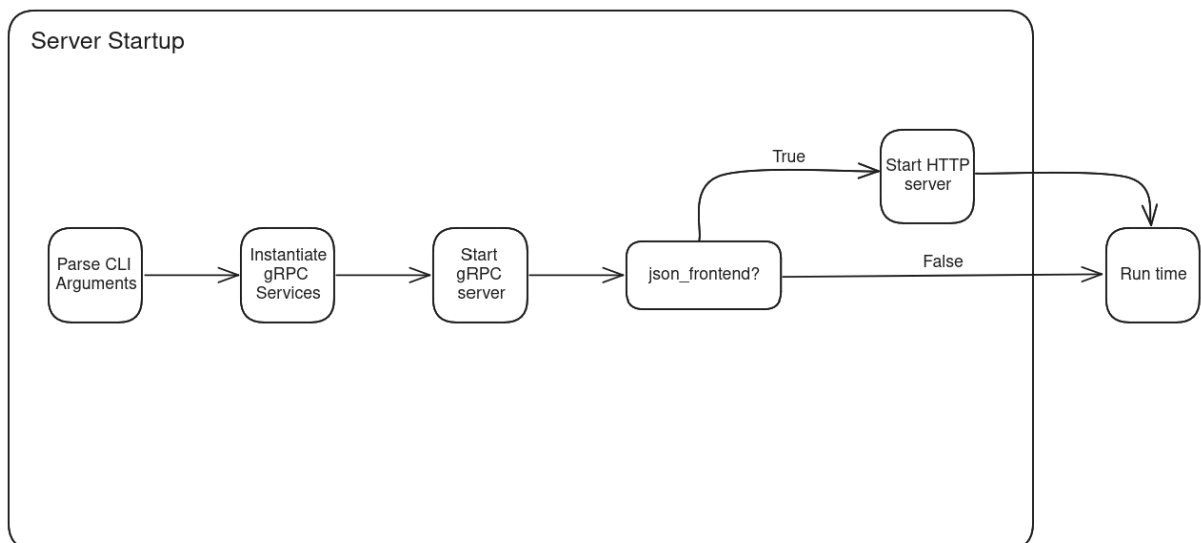 Server Startup
True
Start HTTP
server
Parse CLI
Arguments
Instantiate
gRPC
Services
Start
gRPC
server
json_frontend?
False
Run time